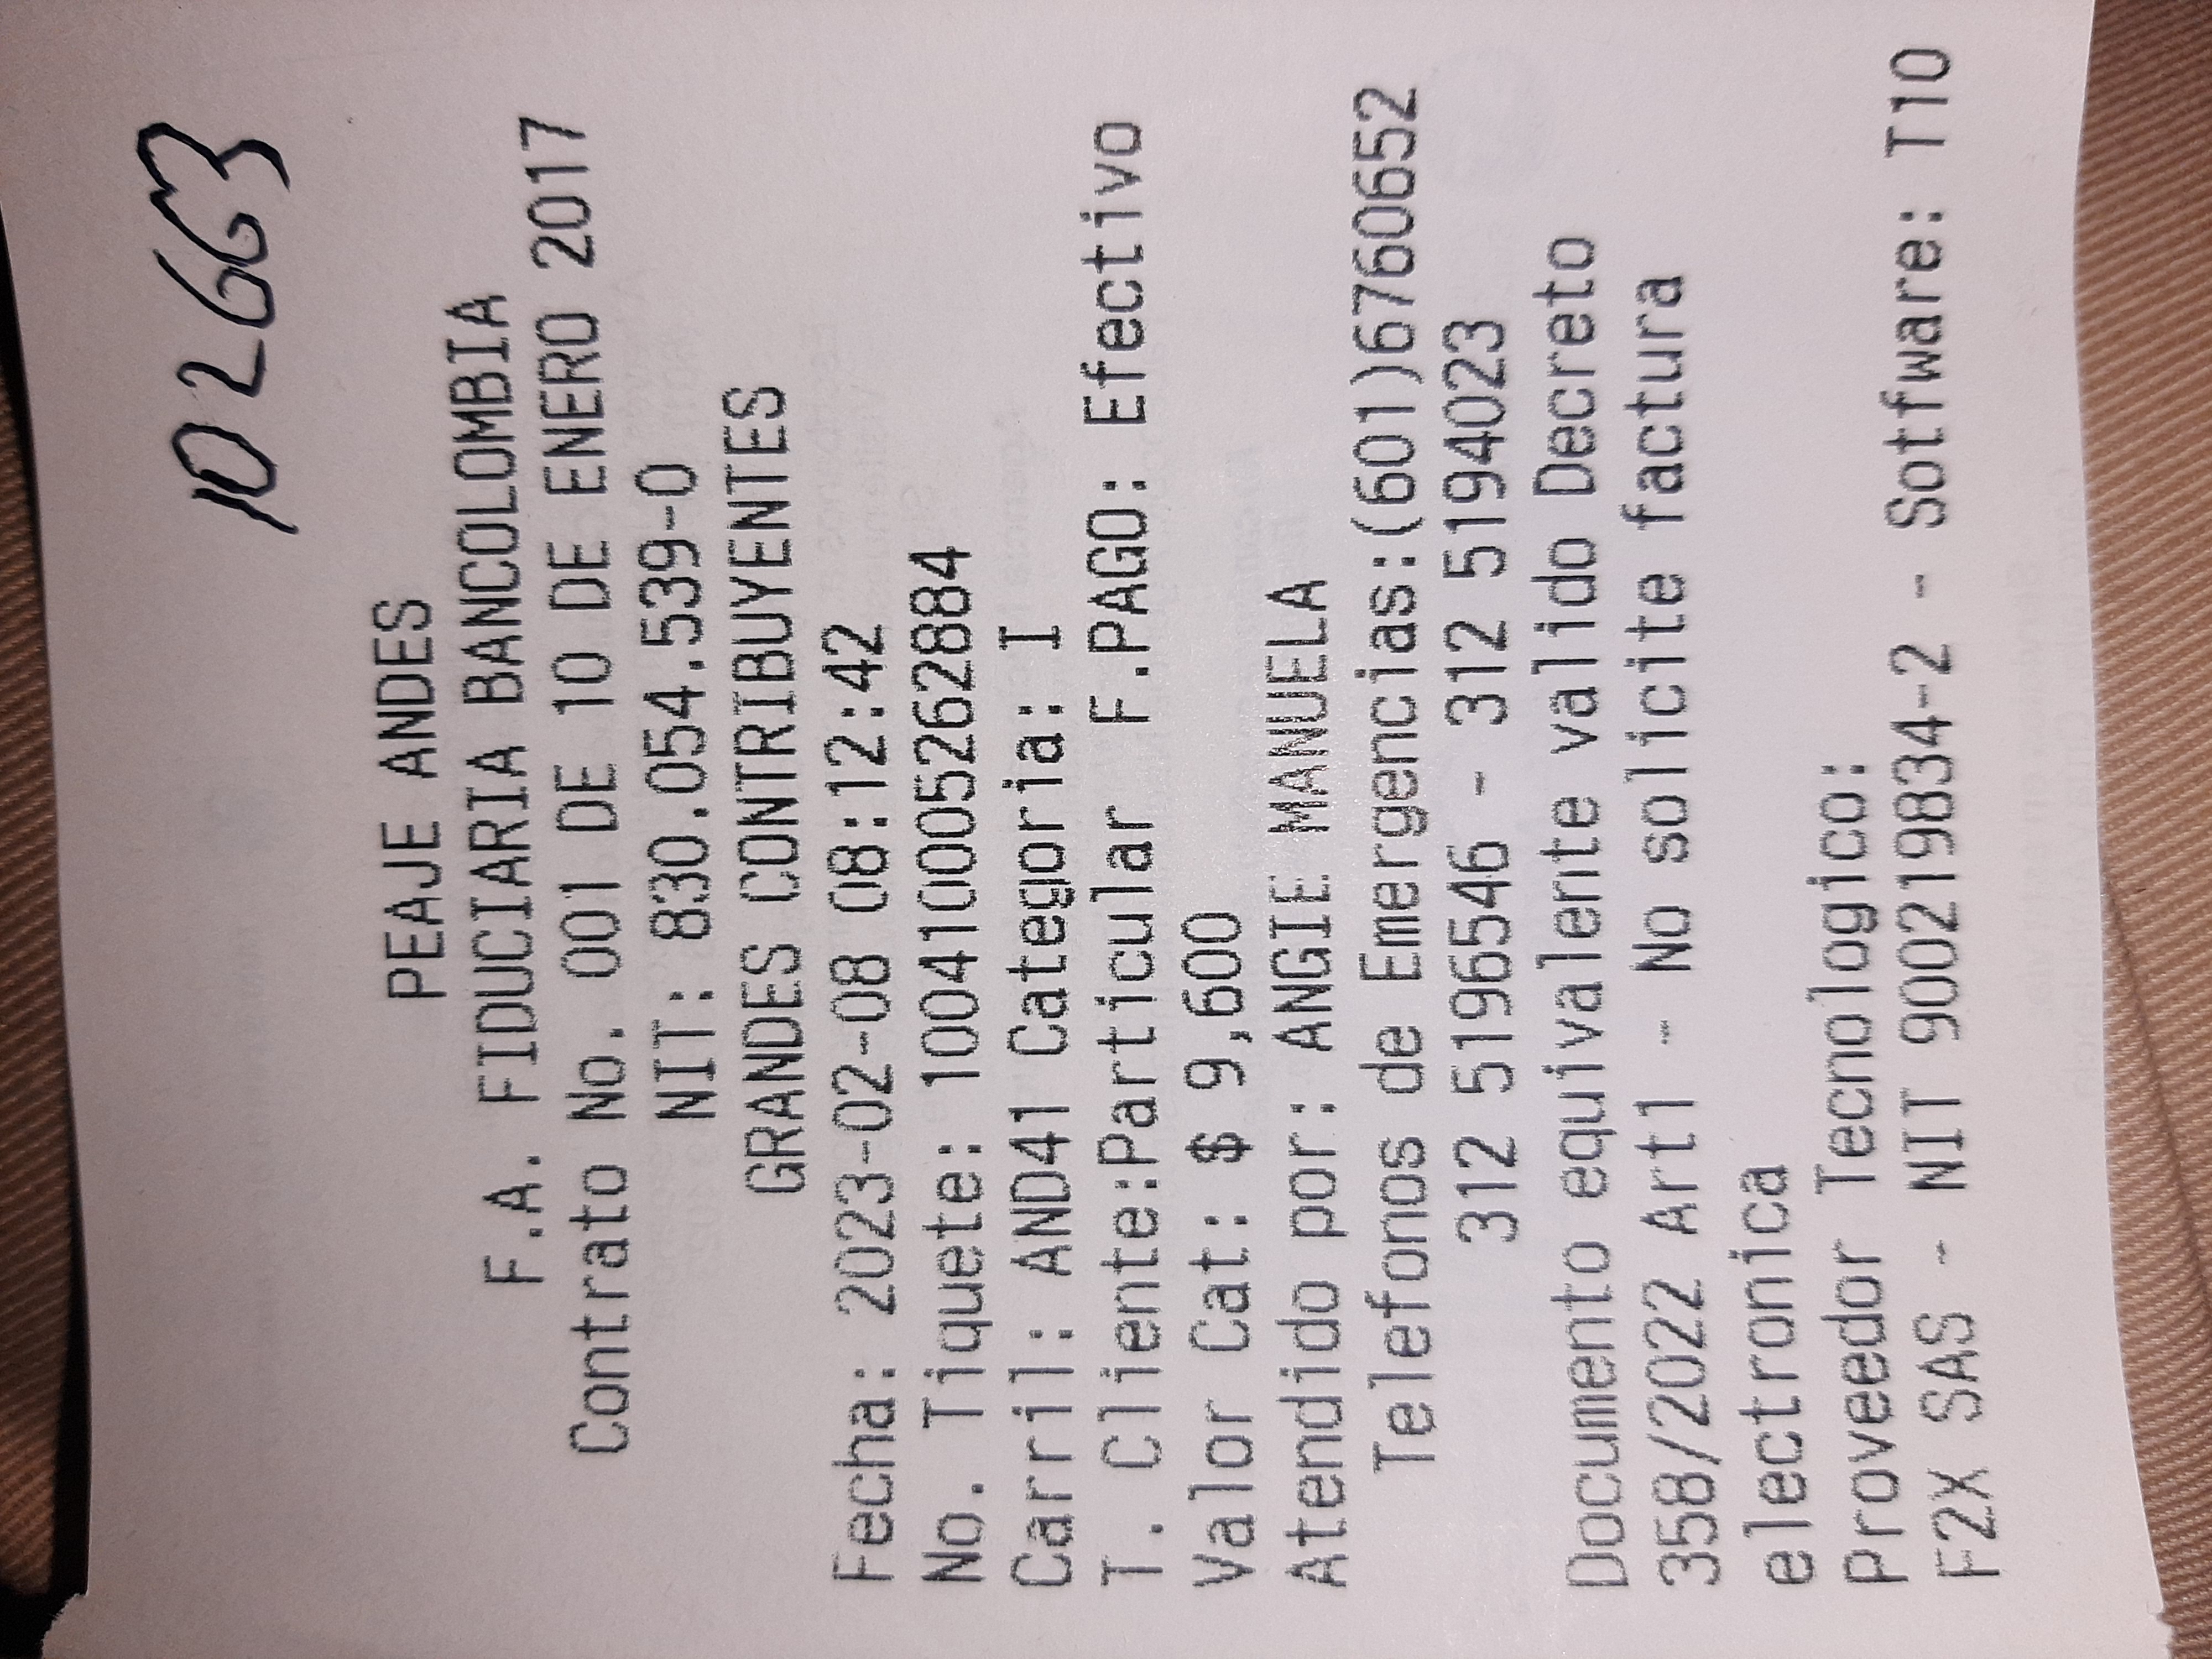 102663
PEAJE ANDES
F.A. FIDUCIARIA BANCOLOMBIA
Contrato No. 001 DE 10 DE ENERO 2017
NIT: 830.054.539-0
GRANDES CONTRIBUYENTES
Fecha: 2023-02-08 08:12:42
No. Tiquete: 100410005262884
Carril: AND41 Categoria: I
T. Cliente:Particular F.PAGO: Efectivo
Valor Cat: $ 9,600
Atendido por: ANGIE MANUELA
Telefonos de Emergencias:(601)6760652
312 5196546 - 312 5194023
Documento equivalente valido Decreto
358/2022 Art1 - No solicite factura
electronica
Proveedor Tecnologico:
F2X SAS - NIT 900219834-2 - Sotfware: T10